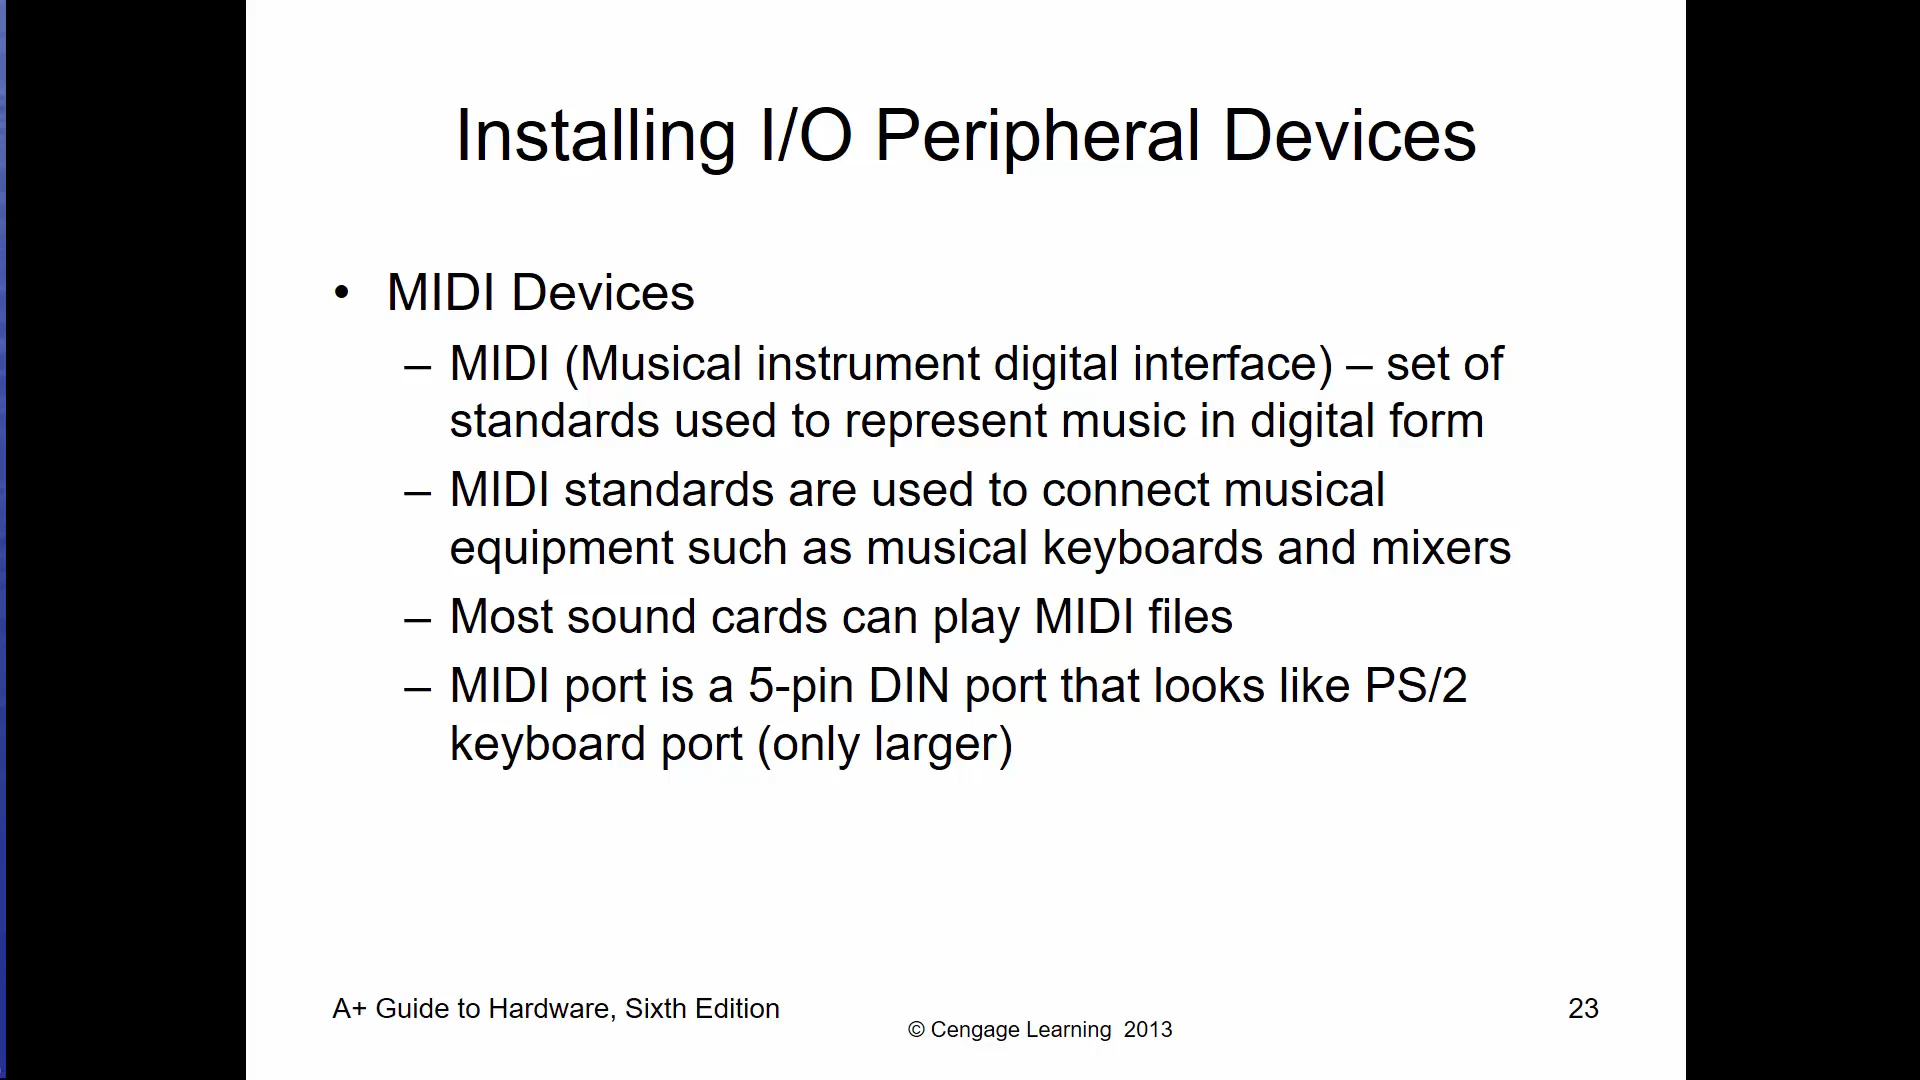 Installing I/O Peripheral Devices
• MIDI Devices
– MIDI (Musical instrument digital interface) – set of
standards used to represent music in digital form
– MIDI standards are used to connect musical
equipment such as musical keyboards and mixers
– Most sound cards can play MIDI files
– MIDI port is a 5-pin DIN port that looks like PS/2
keyboard port (only larger)
A+ Guide to Hardware, Sixth Edition
© Cengage Learning 2013
23